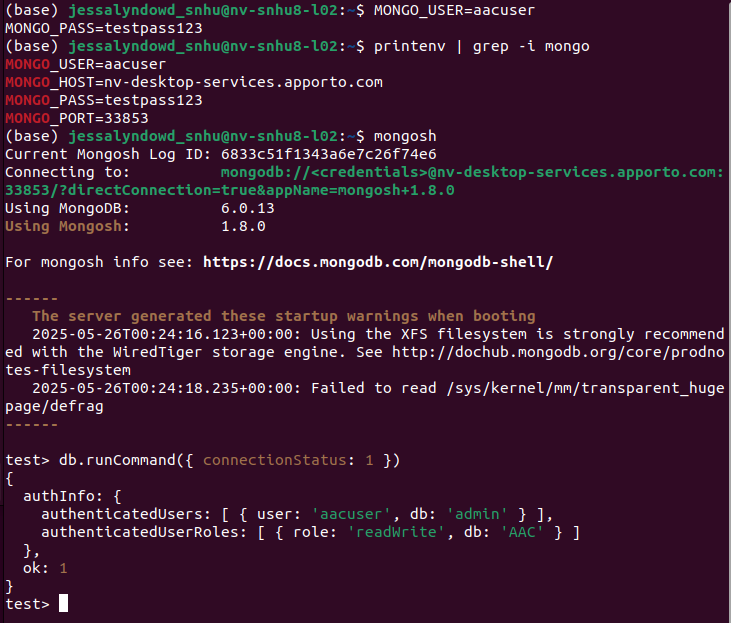 (base) jessalyndowd_snhu@nv-snhu8-l02:~$ MONGO_USER=aacuser
MONGO_PASS=testpass123
(base) jessalyndowd_snhu@nv-snhu8-l02:~$ printenv | grep -i mongo
MONGO_USER=aacuser
MONGO_HOST=nv-desktop-services.apporto.com
MONGO_PASS=testpass123
MONGO_PORT=33853
(base) jessalyndowd_snhu@nv-snhu8-l02:~$ mongosh
Current Mongosh Log ID: 6833c51f1343a6e7c26f74e6
Connecting to:          mongodb://<credentials>@nv-desktop-services.apporto.com:
33853/?directConnection=true&appName=mongosh+1.8.0
Using MongoDB:          6.0.13
Using Mongosh:          1.8.0

For mongosh info see: https://docs.mongodb.com/mongodb-shell/

------
   The server generated these startup warnings when booting
   2025-05-26T00:24:16.123+00:00: Using the XFS filesystem is strongly recommend
ed with the WiredTiger storage engine. See http://dochub.mongodb.org/core/prodno
tes-filesystem
   2025-05-26T00:24:18.235+00:00: Failed to read /sys/kernel/mm/transparent_huge
page/defrag
------

test> db.runCommand({ connectionStatus: 1 })
{
  authInfo: {
    authenticatedUsers: [ { user: 'aacuser', db: 'admin' } ],
    authenticatedUserRoles: [ { role: 'readWrite', db: 'AAC' } ]
  },
  ok: 1
}
test>